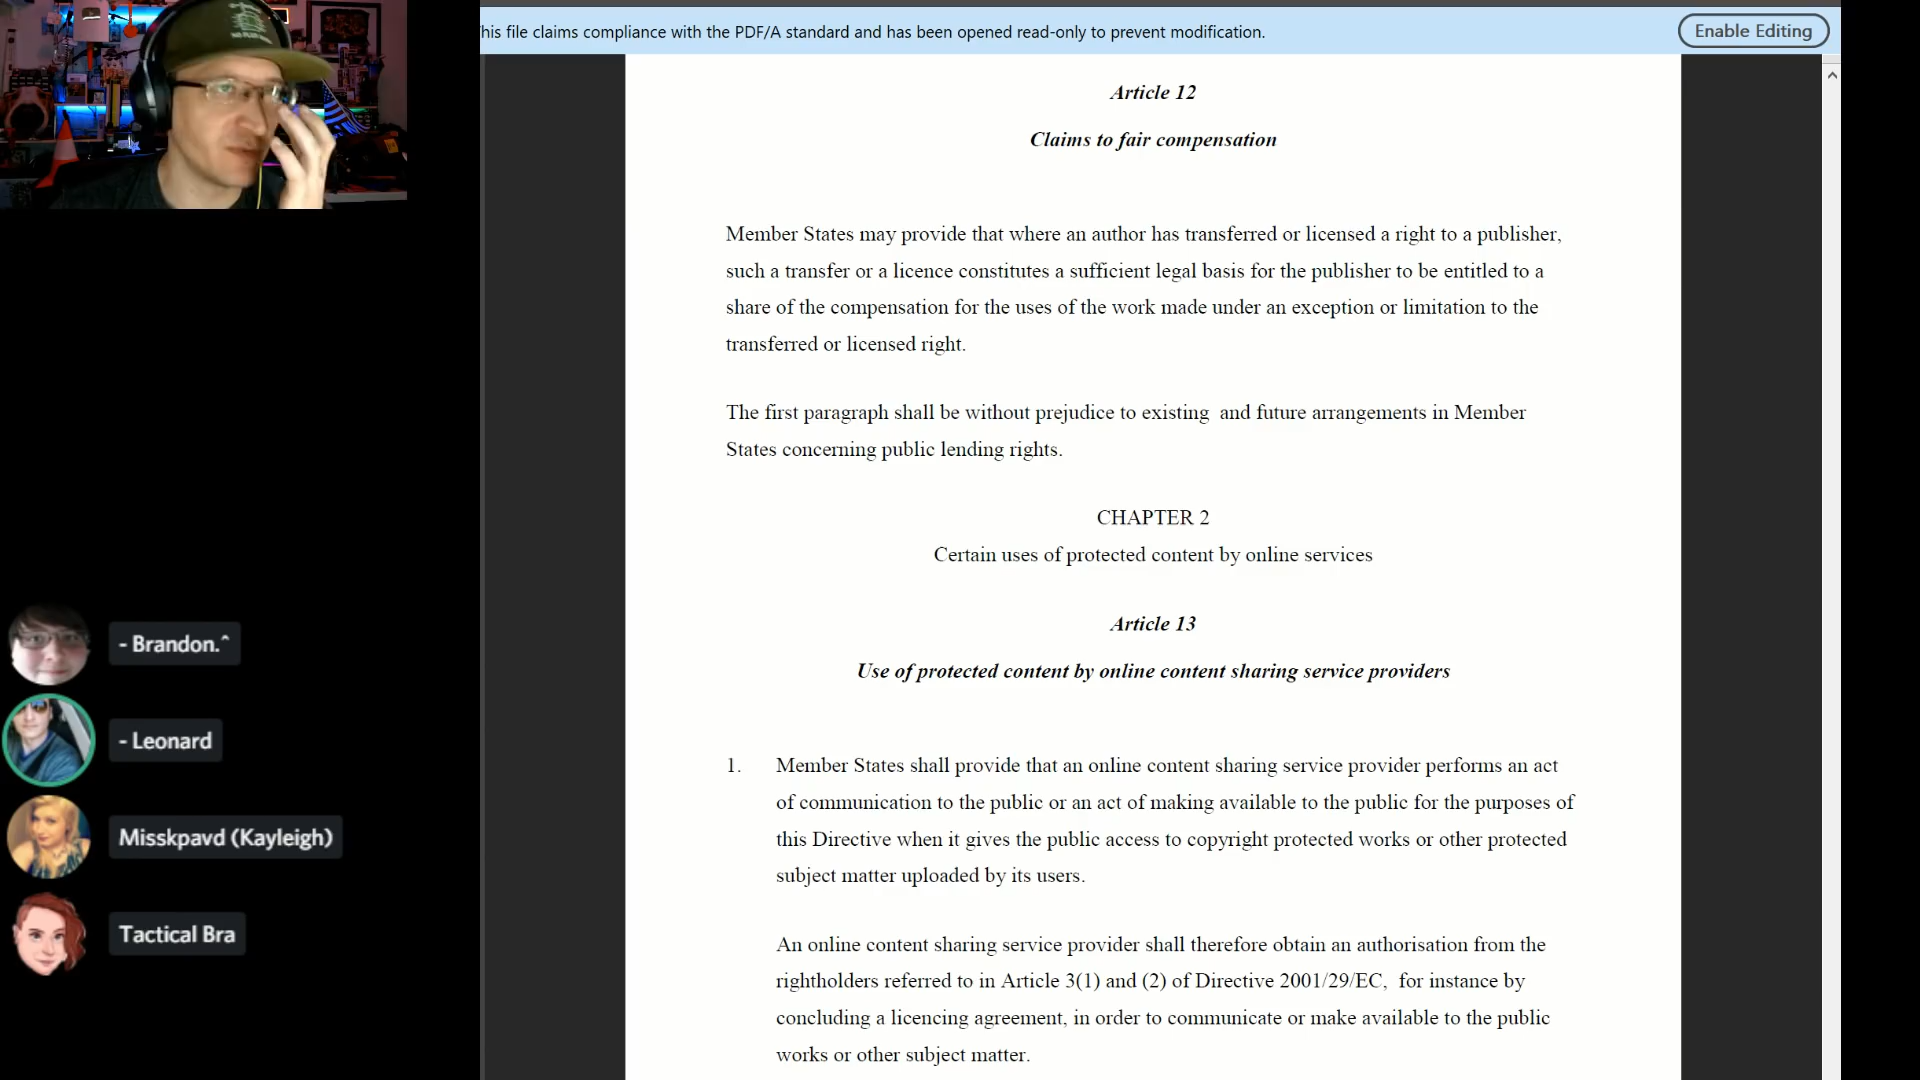 his file claims compliance with the PDF/A standard and has been opened read-only to prevent modification.
Enable Editing
Article 12
Claims to fair compensation
Member States may provide that where an author has transferred or licensed a right to a publisher,
such a transfer or a licence constitutes a sufficient legal basis for the publisher to be entitled to a
share of the compensation for the uses of the work made under an exception or limitation to the
transferred or licensed right.
The first paragraph shall be without prejudice to existing  and future arrangements in Member
States concerning public lending rights.
CHAPTER 2
Certain uses of protected content by online services
Article 13
Use of protected content by online content sharing service providers
1. Member States shall provide that an online content sharing service provider performs an act
of communication to the public or an act of making available to the public for the purposes of
this Directive when it gives the public access to copyright protected works or other protected
subject matter uploaded by its users.
An online content sharing service provider shall therefore obtain an authorisation from the
rightholders referred to in Article 3(1) and (2) of Directive 2001/29/EC,  for instance by
concluding a licencing agreement, in order to communicate or make available to the public
works or other subject matter.
- Brandon.^
- Leonard
Misskpavd (Kayleigh)
Tactical Bra